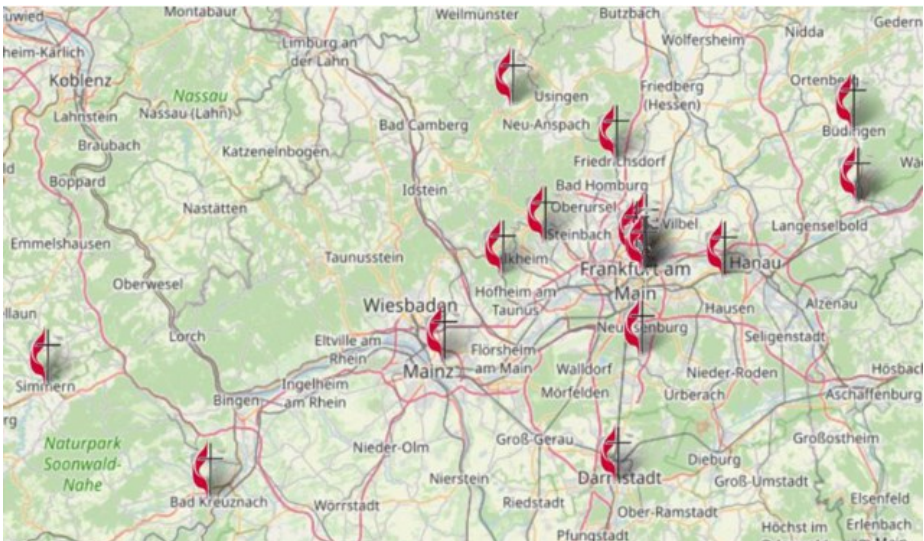 Montabaur
Weilmünster
Butzbach
Gedern
Wölfersheim
Nidda
Limburg an
der Lahn
Koblenz
Nassau
Nassau (Lahn)
Lahnstein
Braubach
Usingen
Friedberg
(Hessen)
Ortenberg
Bad Camberg
Neu-Anspach
Büdingen
Katzenelnbogen
Friedrichsdorf
Boppard
Idstein
Bad Homburg
Nastätten
Oberursel
Steinbach
Langenselbold
Emmelshausen
Taunusstein
Frankfurt am
Main
Hanau
Oberwesel
Hofheim am
Taunus
Wiesbaden
Hausen
Alzenau
Lorch
Eltville am
Rhein
Flörsheim
am Main
Seligenstadt
Simmern
Mainz
Walldorf
Nieder-Roden
Bingen
Ingelheim
am Rhein
Mörfelden
Urberach
Aschaffenburg
Naturpark
Soonwald-
Nahe
Nieder-Olm
Groß-Gerau
Großostheim
Dieburg
Bad Kreuznach
Nierstein
Darmstadt
Groß-Umstadt
Wörrstadt
Riedstadt
Ober-Ramstadt
Elsenfeld
Pfungstadt
Höchst im
Erlenbach